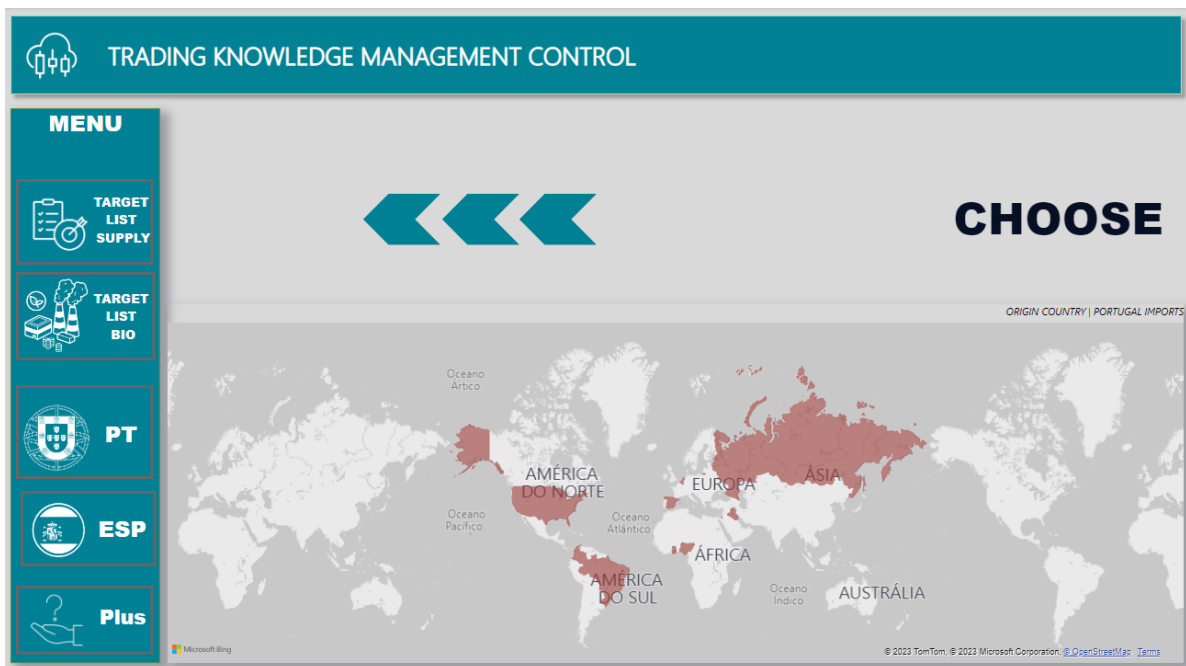 TRADING KNOWLEDGE MANAGEMENT CONTROL
MENU
TARGET
LIST
SUPPLY
TARGET
LIST
BIO
PT
ESP
Plus
CHOOSE
ORIGIN COUNTRY | PORTUGAL IMPORTS
Oceano
Ártico
AMÉRICA
DO NORTE
EUROPA
ÁSIA
Oceano
Pacífico
Oceano
Atlântico
ÁFRICA
AMÉRICA
DO SUL
Oceano
Índico
AUSTRÁLIA
Microsoft Bing
© 2023 TomTom, © 2023 Microsoft Corporation, © OpenStreetMap Terms